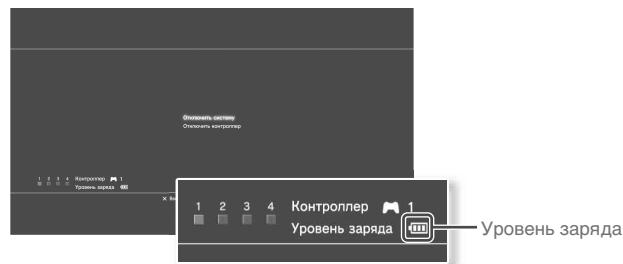 Отключить систему
Отключить контроллер
1 2 3 4 Контроллер 1
Уровень заряда
1 2 3 4 Контроллер 1
Уровень заряда
Уровень заряда